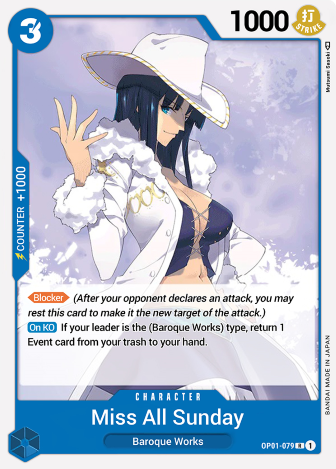 3
1000
打
STRIKE
Mutsumi Sasaki
COUNTER +1000
Blocker (After your opponent declares an attack, you may
rest this card to make it the new target of the attack.)
On KO If your leader is the (Baroque Works) type, return 1
Event card from your trash to your hand.
CHARACTER
Miss All Sunday
Baroque Works
OP01-079 R 1
BANDAI MADE IN JAPAN